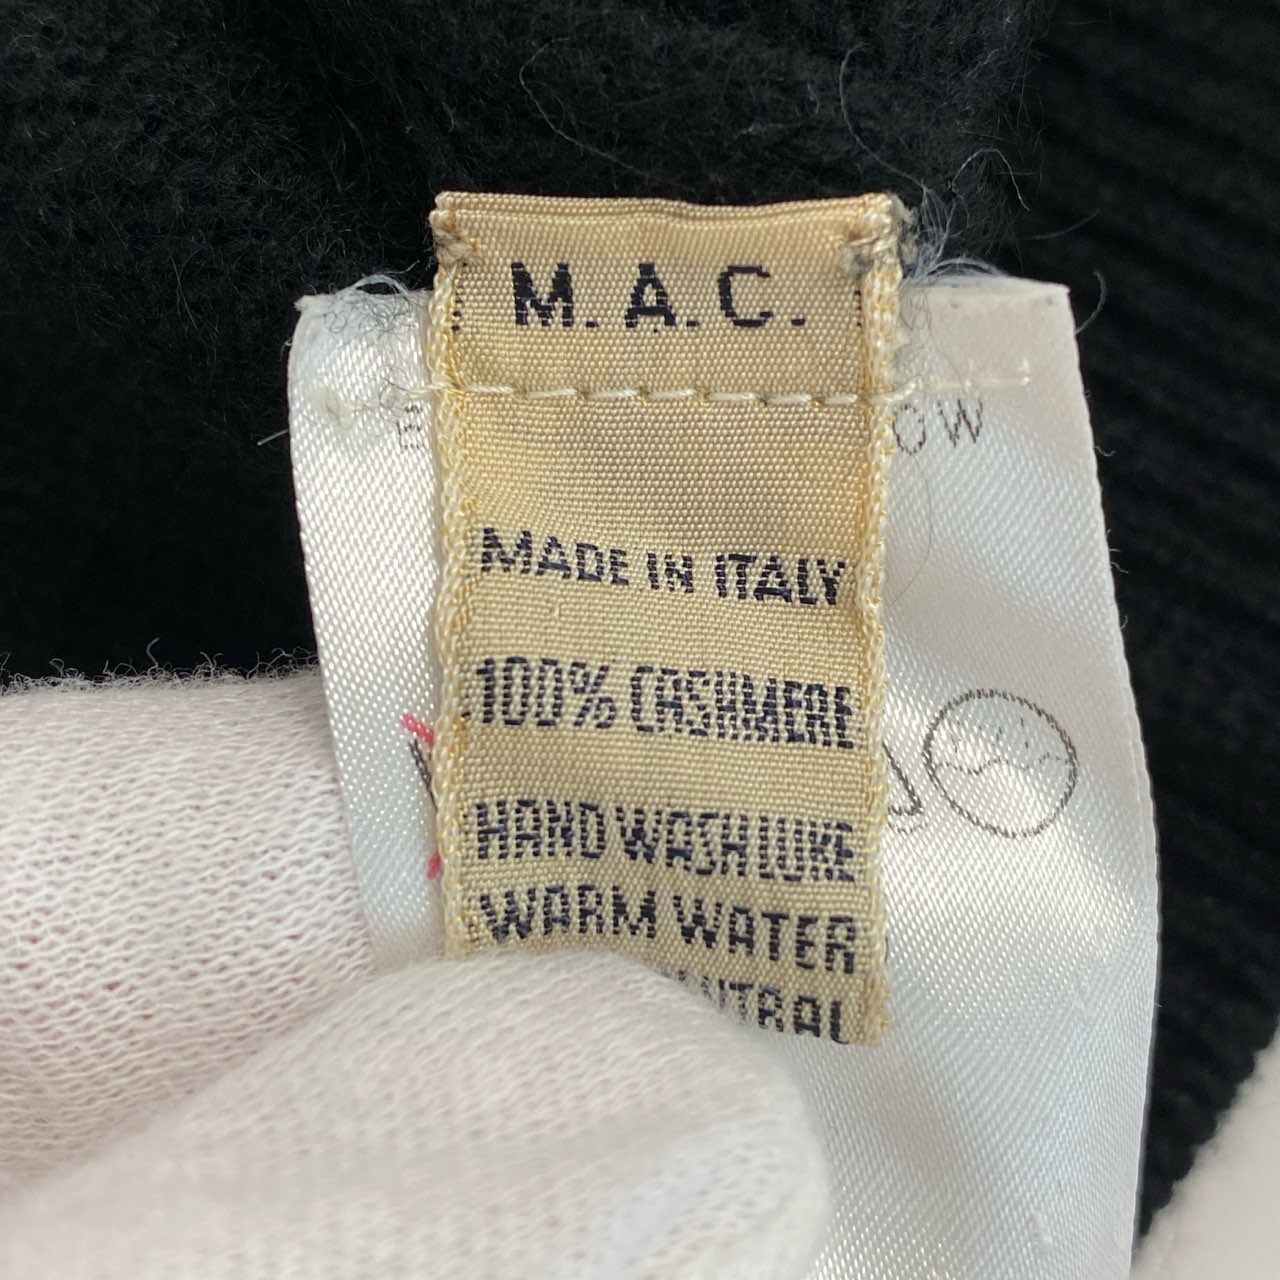 M.A.C.
MADE IN ITALY
100% CASHMERE
HAND WASH LUKE
WARM WATER